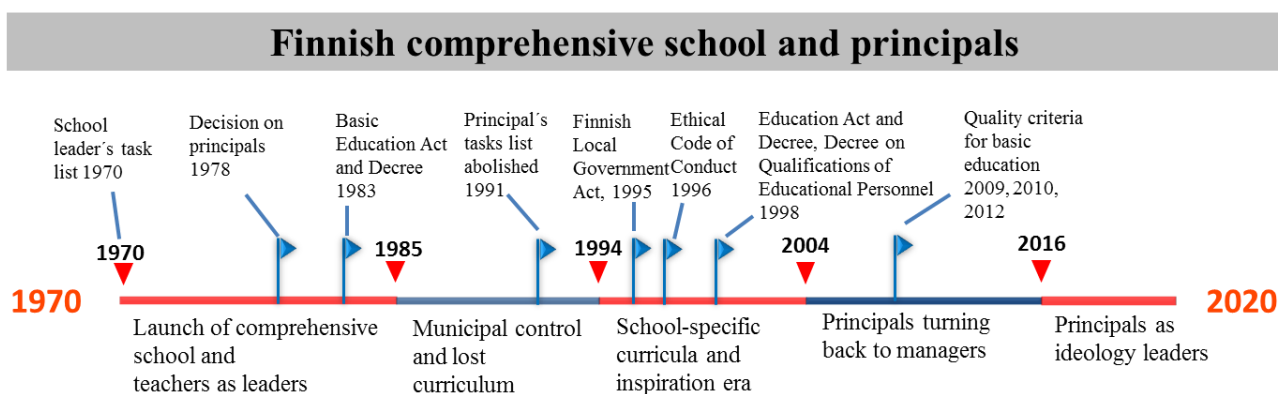 Finnish comprehensive school and principals
School
leader´s task
list 1970
Decision on
principals
1978
Basic
Education Act
and Decree
1983
Principal´s
tasks list
abolished
1991
Finnish
Local
Government
Act, 1995
Ethical
Code of
Conduct
1996
Education Act and
Decree, Decree on
Qualifications of
Educational Personnel
1998
Quality criteria
for basic
education
2009, 2010,
2012
1970
1985
1994
2004
2016
1970
2020
Launch of comprehensive
school and
teachers as leaders
Municipal control
and lost
curriculum
School-specific
curricula and
inspiration era
Principals turning
back to managers
Principals as
ideology leaders